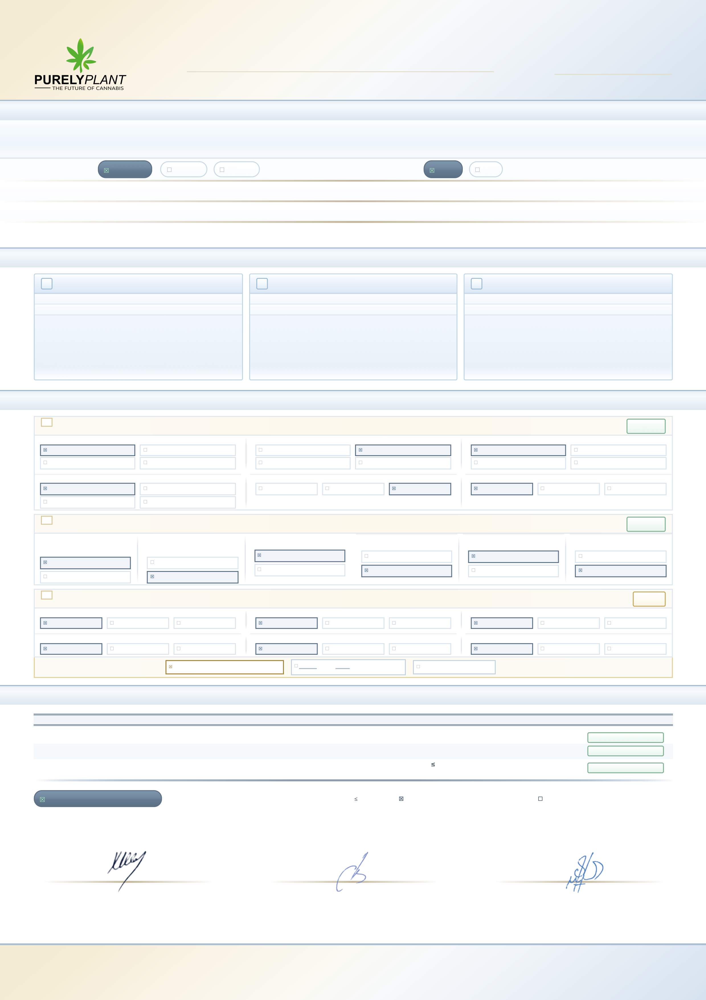 PURELYPLANT
THE FUTURE OF CANNABIS
☒ ☐ ☐ ☒ ☐
☒ ☐ ☐ ☒ ☒ ☐
☐ ☐ ☐ ☐ ☐ ☐
☒ ☐ ☐ ☐ ☒ ☒ ☐ ☐
☐ ☐
☒ ☐ ☒ ☐ ☒ ☐
☐ ☒ ☐ ☒ ☐ ☒
☒ ☐ ☐ ☒ ☐ ☐ ☒ ☐ ☐
☒ ☐ ☐ ☒ ☐ ☐ ☒ ☐ ☐
☒ ☐ ☐
≤
☒ ≤ ☒ ☐